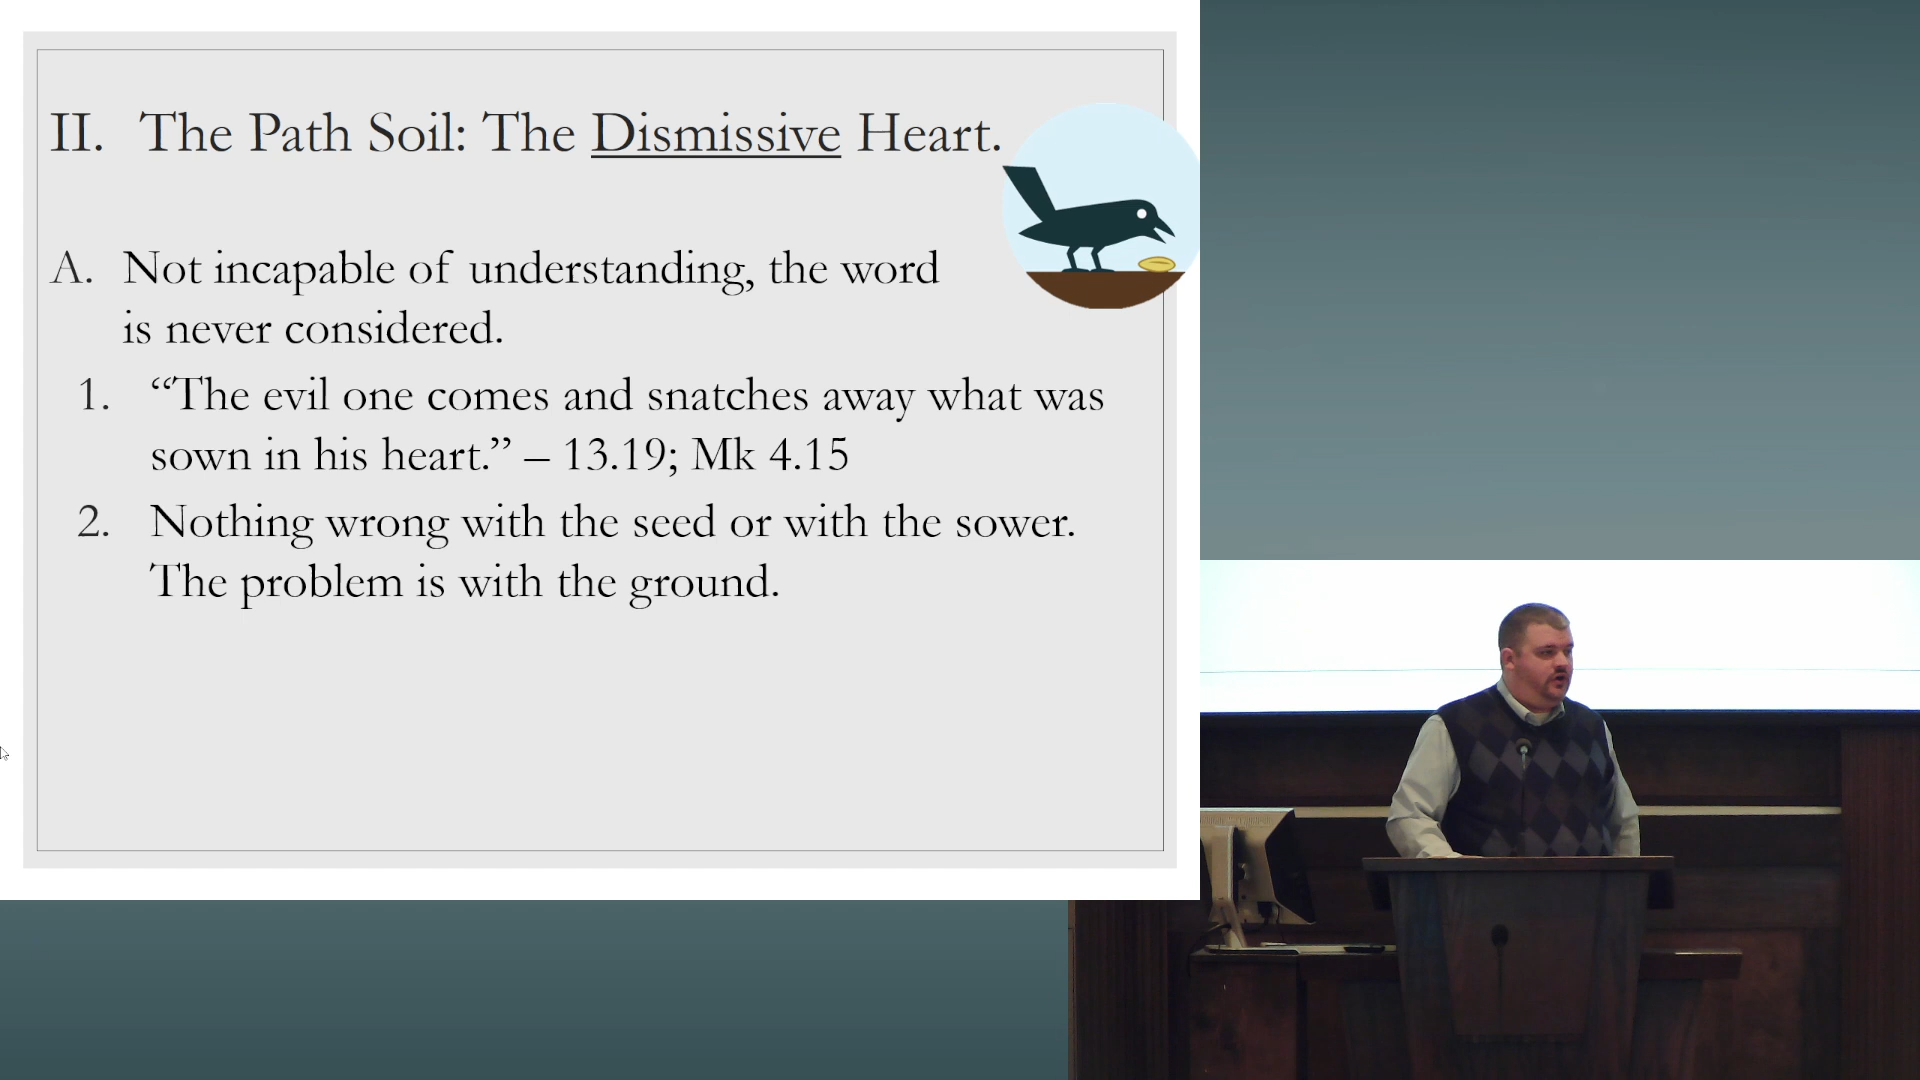 II. The Path Soil: The Dismissive Heart.
A. Not incapable of understanding, the word
is never considered.
1. “The evil one comes and snatches away what was
sown in his heart.” – 13.19; Mk 4.15
2. Nothing wrong with the seed or with the sower.
The problem is with the ground.